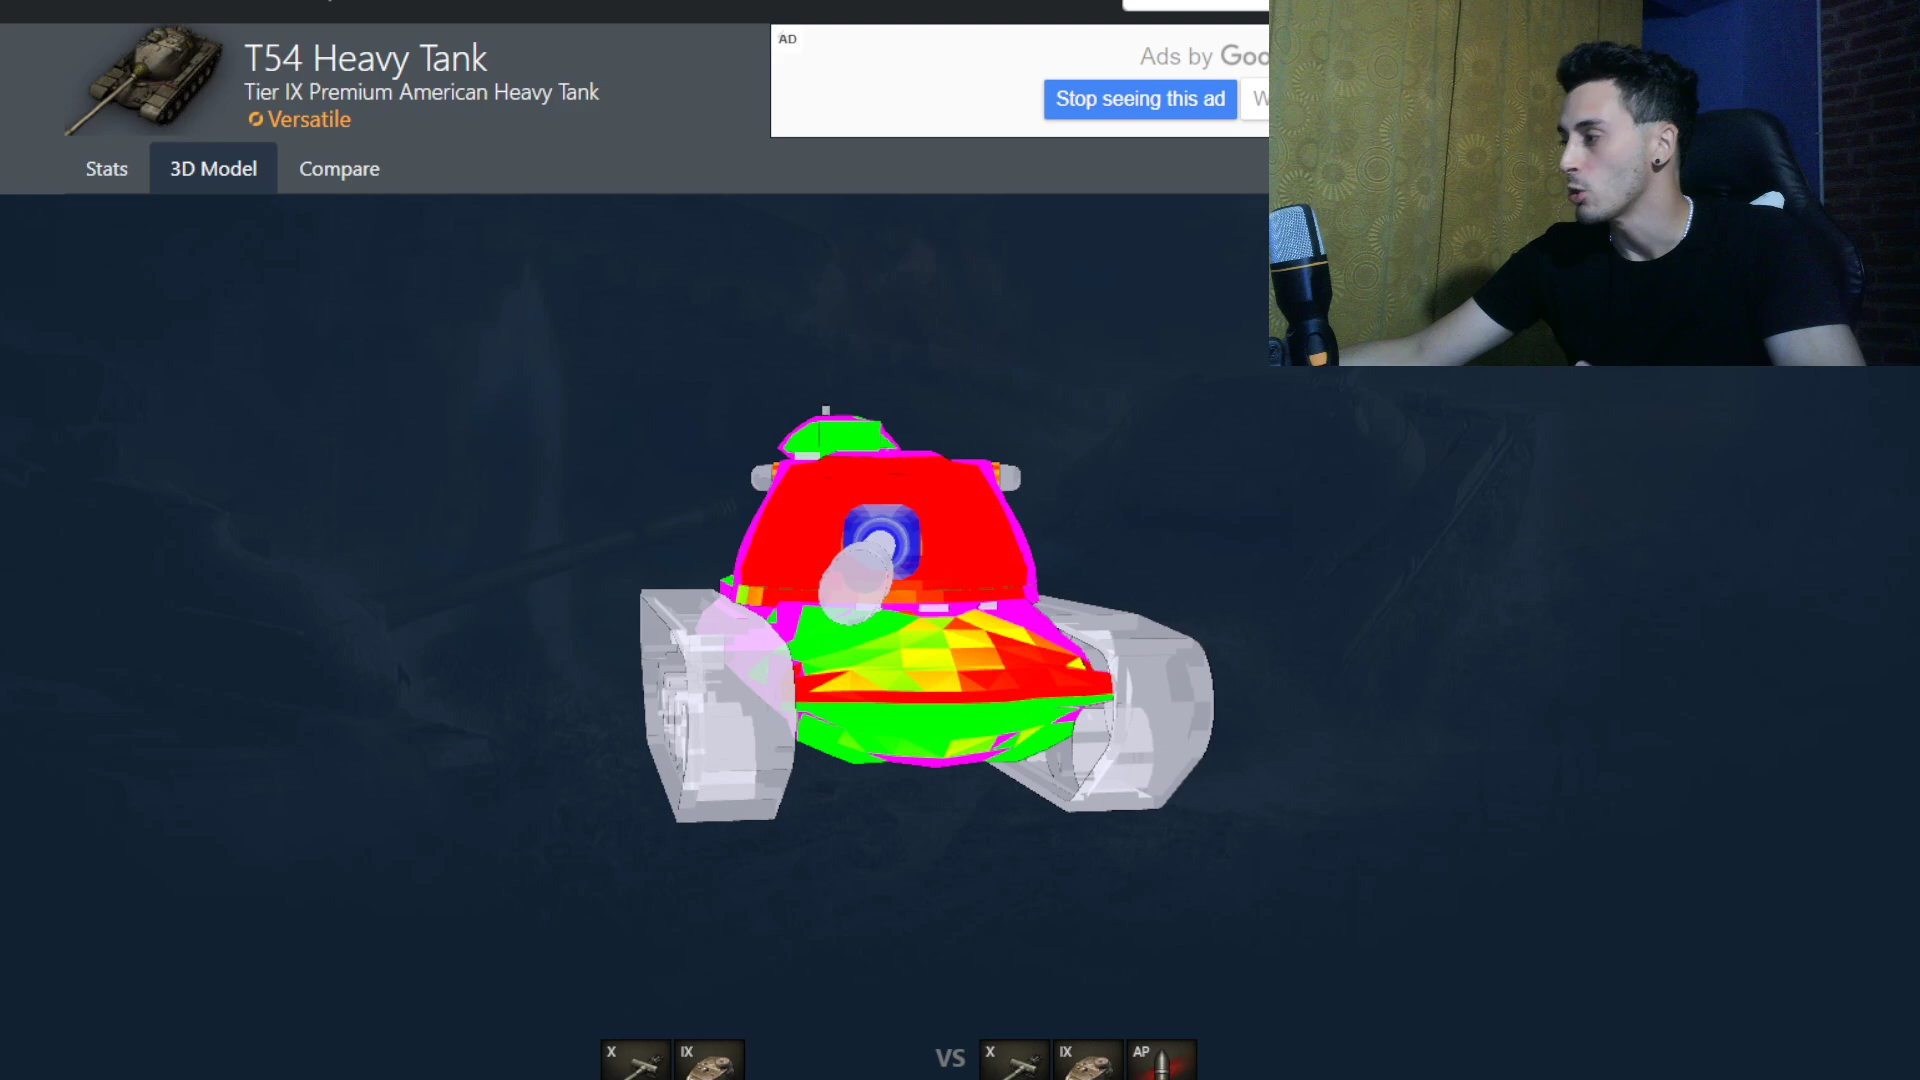 T54 Heavy Tank
Tier IX Premium American Heavy Tank
Versatile
AD
Ads by Goo
Stop seeing this ad
W
Stats
3D Model
Compare
X
IX
VS
X
IX
AP